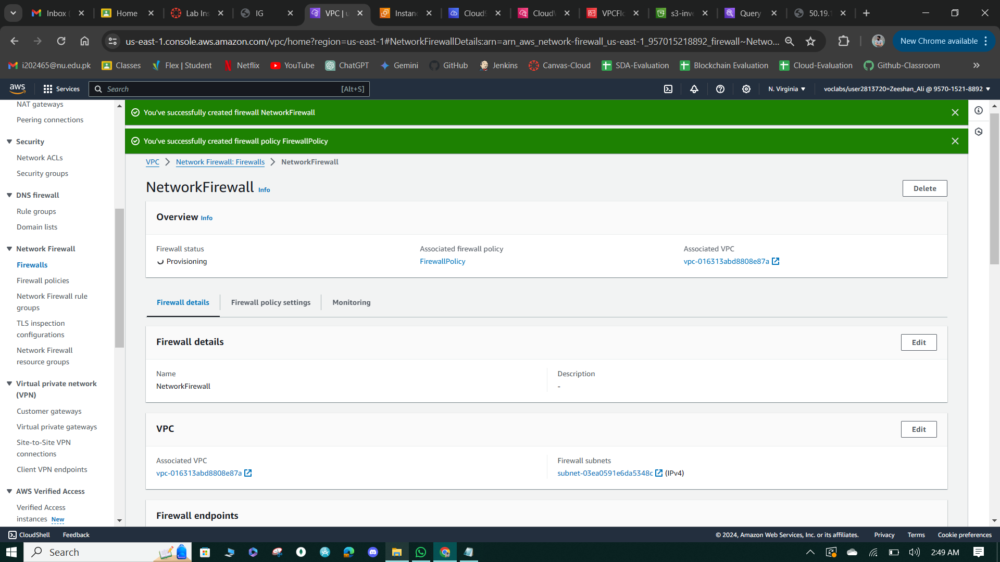 Inbox (
Home
Lab Ins
IG
VPC | u
Instanc
Cloud9
CloudW
VPCFlo
s3-inve
Query
50.19.1
us-east-1.console.aws.amazon.com/vpc/home?region=us-east-1#NetworkFirewallDetails:arn=arn_aws_network-firewall_us-east-1_957015218892_firewall~Netwo...
New Chrome available
i202465@nu.edu.pk
Classes
Flex | Student
Netflix
YouTube
ChatGPT
Gemini
GitHub
Jenkins
Canvas-Cloud
SDA-Evaluation
Blockchain Evaluation
Cloud-Evaluation
Github-Classroom
aws
Services
Search
[Alt+S]
N. Virginia
voclabs/user2813720=Zeeshan_Ali @ 9570-1521-8892
NAT gateways
Peering connections
Security
Network ACLs
Security groups
DNS firewall
Rule groups
Domain lists
Network Firewall
Firewalls
Firewall policies
Network Firewall rule
groups
TLS inspection
configurations
Network Firewall
resource groups
Virtual private network
(VPN)
Customer gateways
Virtual private gateways
Site-to-Site VPN
connections
Client VPN endpoints
AWS Verified Access
Verified Access
instances New
You've successfully created firewall NetworkFirewall
You've successfully created firewall policy FirewallPolicy
VPC
Network Firewall: Firewalls
NetworkFirewall
NetworkFirewall Info
Delete
Overview Info
Firewall status
Provisioning
Associated firewall policy
FirewallPolicy
Associated VPC
vpc-016313abd8808e87a
Firewall details
Firewall policy settings
Monitoring
Firewall details
Edit
Name
NetworkFirewall
Description
-
VPC
Edit
Associated VPC
vpc-016313abd8808e87a
Firewall subnets
subnet-03ea0591e6da5348c (IPv4)
Firewall endpoints
CloudShell
Feedback
© 2024, Amazon Web Services, Inc. or its affiliates.
Privacy
Terms
Cookie preferences
Search
2:49 AM